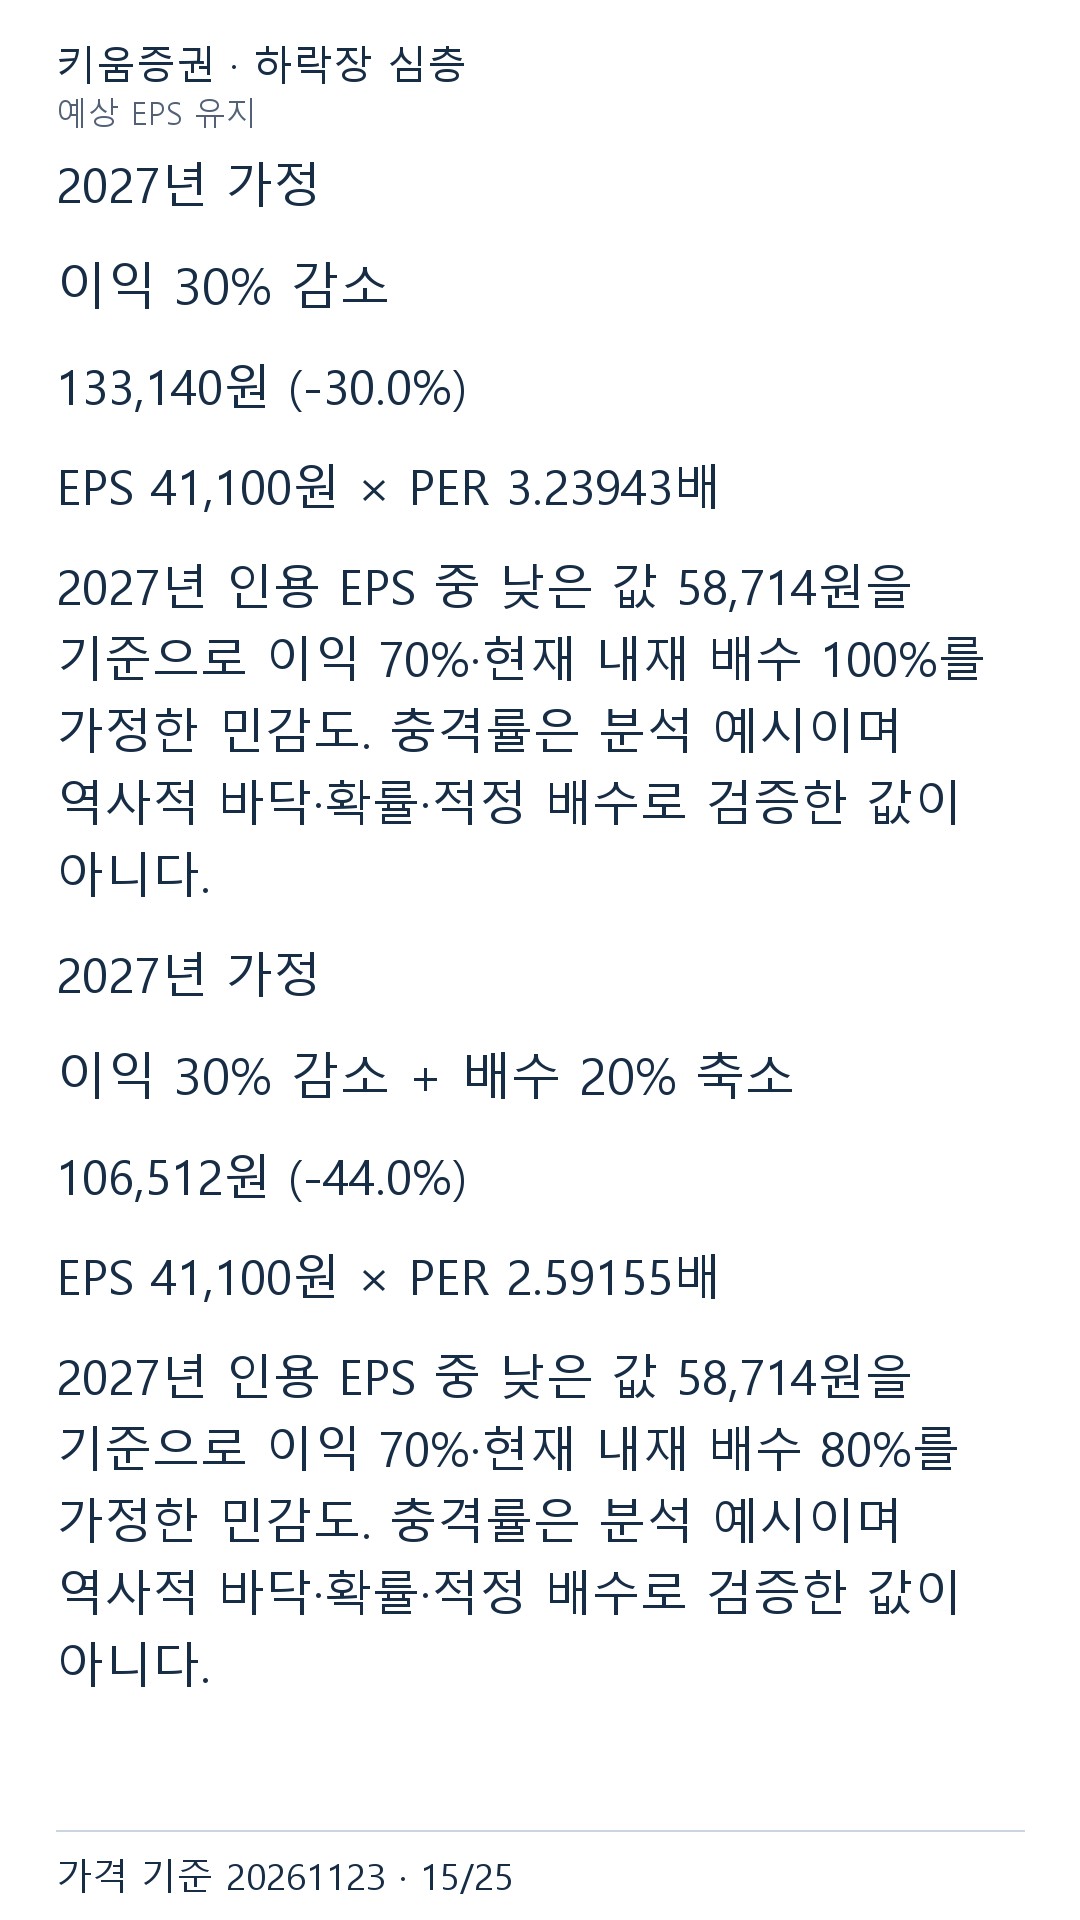 키움증권 · 하락장 심층
예상 EPS 유지
2027년 가정
이익 30% 감소
133,140원 (-30.0%)
EPS 41,100원 × PER 3.23943배
2027년 인용 EPS 중 낮은 값 58,714원을
기준으로 이익 70%·현재 내재 배수 100%를
가정한 민감도. 충격률은 분석 예시이며
역사적 바닥·확률·적정 배수로 검증한 값이
아니다.
2027년 가정
이익 30% 감소 + 배수 20% 축소
106,512원 (-44.0%)
EPS 41,100원 × PER 2.59155배
2027년 인용 EPS 중 낮은 값 58,714원을
기준으로 이익 70%·현재 내재 배수 80%를
가정한 민감도. 충격률은 분석 예시이며
역사적 바닥·확률·적정 배수로 검증한 값이
아니다.
가격 기준 20261123 · 15/25